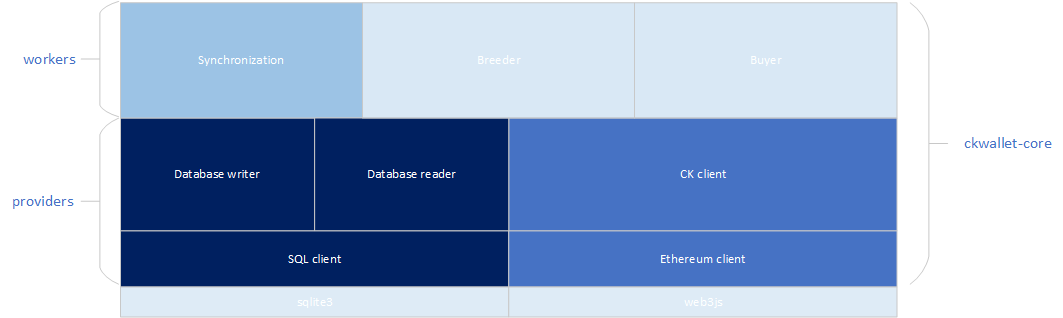 workers
Synchronization
Breeder
Buyer
ckwallet-core
providers
Database writer
Database reader
CK client
SQL client
Ethereum client
sqlite3
web3js